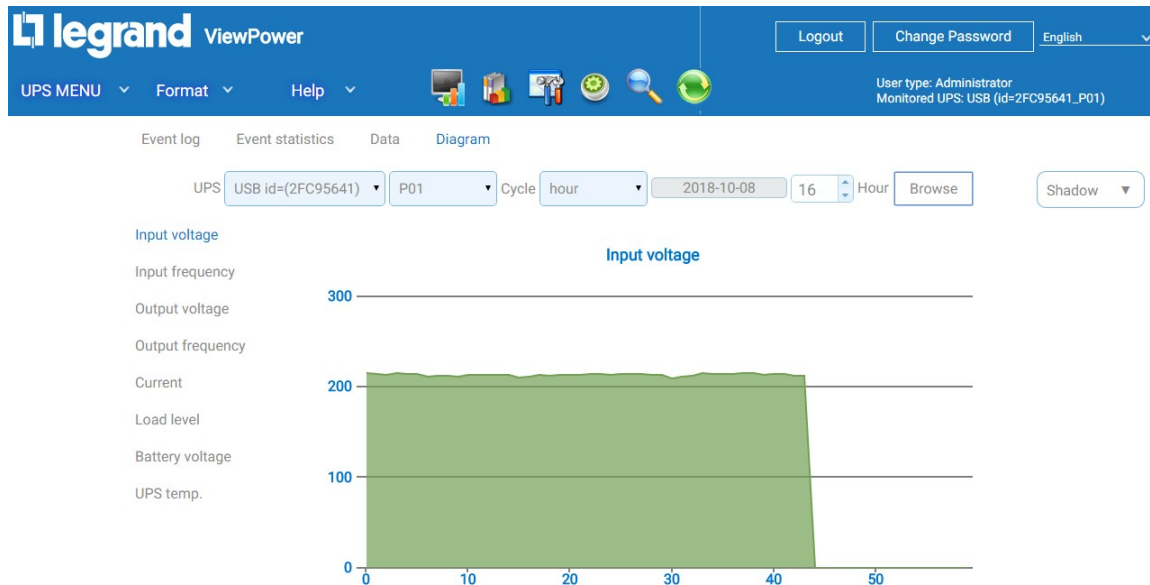 legrand ViewPower
Logout Change Password English
UPS MENU Format Help
User type: Administrator
Monitored UPS: USB (id=2FC95641_P01)
Event log Event statistics Data Diagram
UPS USB id=(2FC95641) P01 Cycle hour 2018-10-08 16 Hour Browse Shadow
Input voltage
Input frequency
Output voltage
Output frequency
Current
Load level
Battery voltage
UPS temp.
Input voltage
300
200
100
0
0 10 20 30 40 50